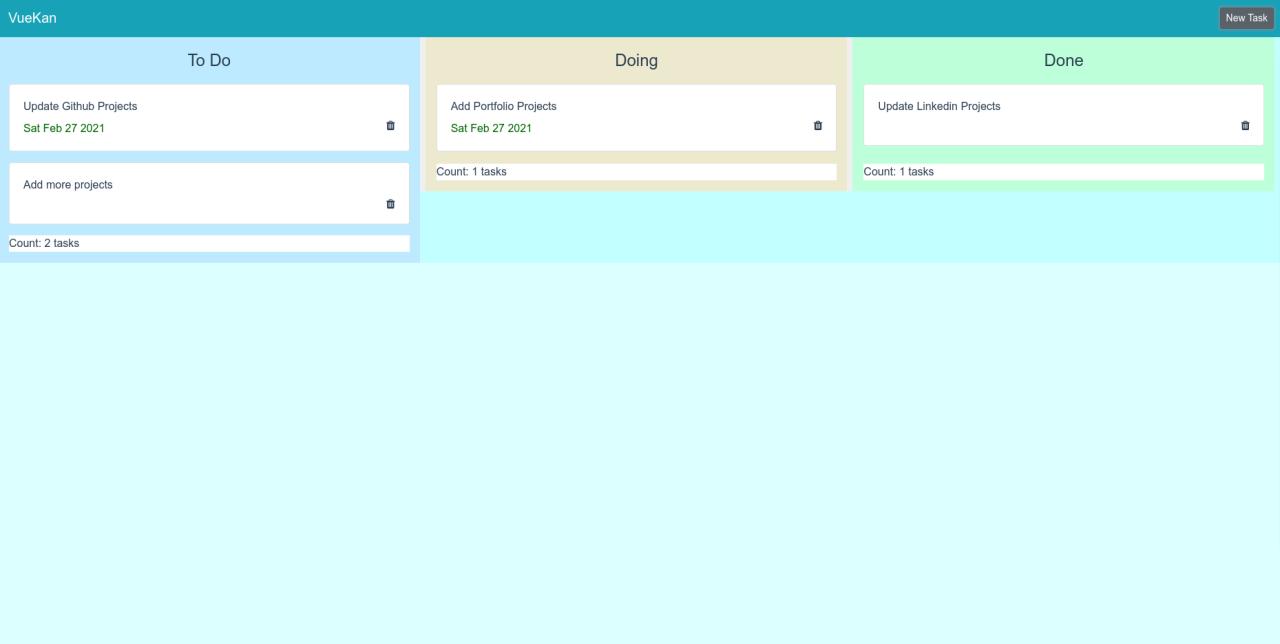 VueKan
New Task
To Do
Update Github Projects
Sat Feb 27 2021
Add more projects
Count: 2 tasks
Doing
Add Portfolio Projects
Sat Feb 27 2021
Count: 1 tasks
Done
Update Linkedin Projects
Count: 1 tasks